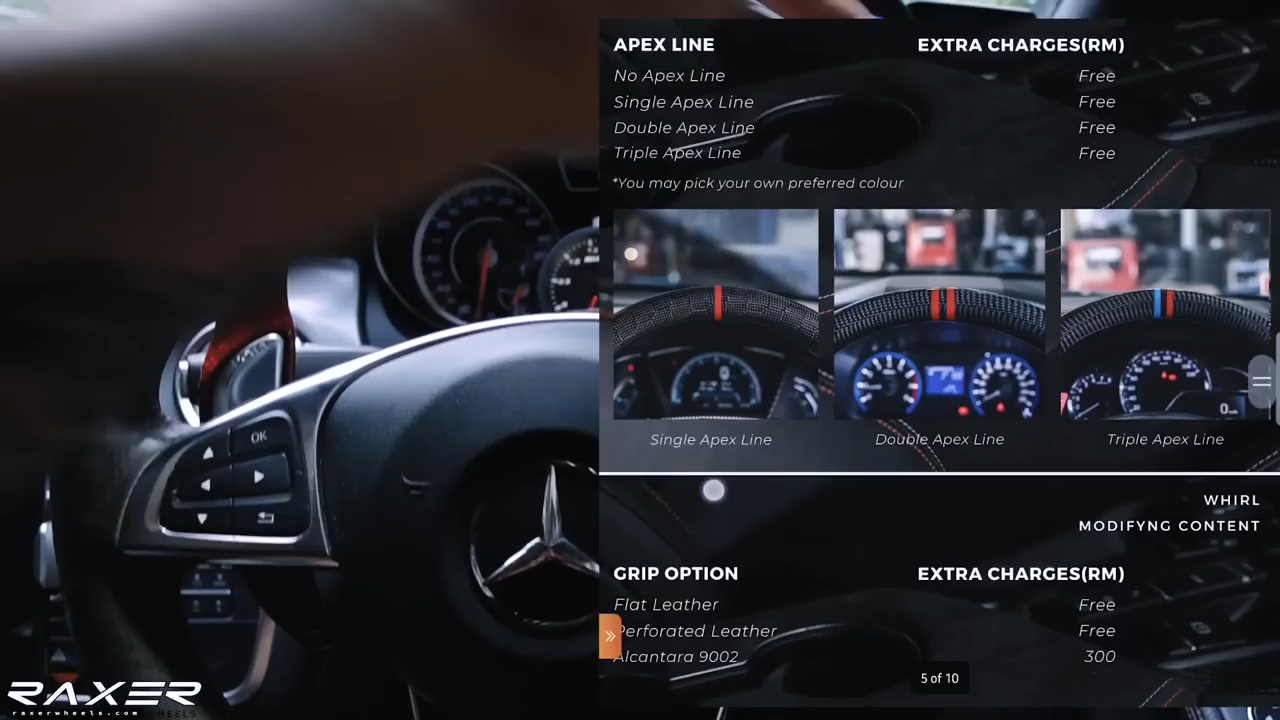 APEX LINE EXTRA CHARGES(RM)
No Apex Line Free
Single Apex Line Free
Double Apex Line Free
Triple Apex Line Free
*You may pick your own preferred colour
Single Apex Line Double Apex Line Triple Apex Line
WHIRL
MODIFYNG CONTENT
GRIP OPTION EXTRA CHARGES(RM)
Flat Leather Free
Perforated Leather Free
Alcantara 9002 300
5 of 10
OK
RAXER
raxerwheels.com